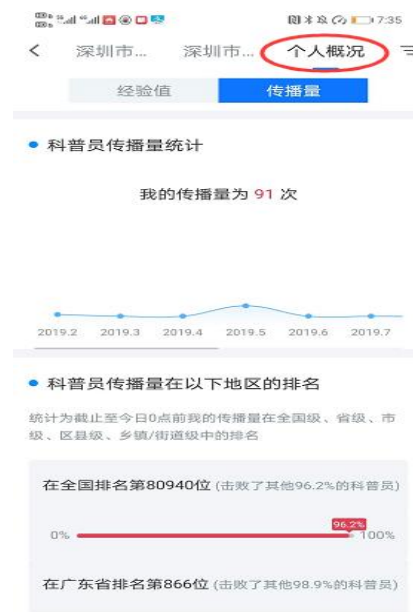 7:35
深圳市... 深圳市... 个人概况
经验值 传播量
科普员传播量统计
我的传播量为 91 次
2019.2 2019.3 2019.4 2019.5 2019.6 2019.7
科普员传播量在以下地区的排名
统计为截止至今日0点前我的传播量在全国级、省级、市
级、区县级、乡镇/街道级中的排名
在全国排名第80940位 (击败了其他96.2%的科普员)
96.2%
0% 100%
在广东省排名第866位 (击败了其他98.9%的科普员)